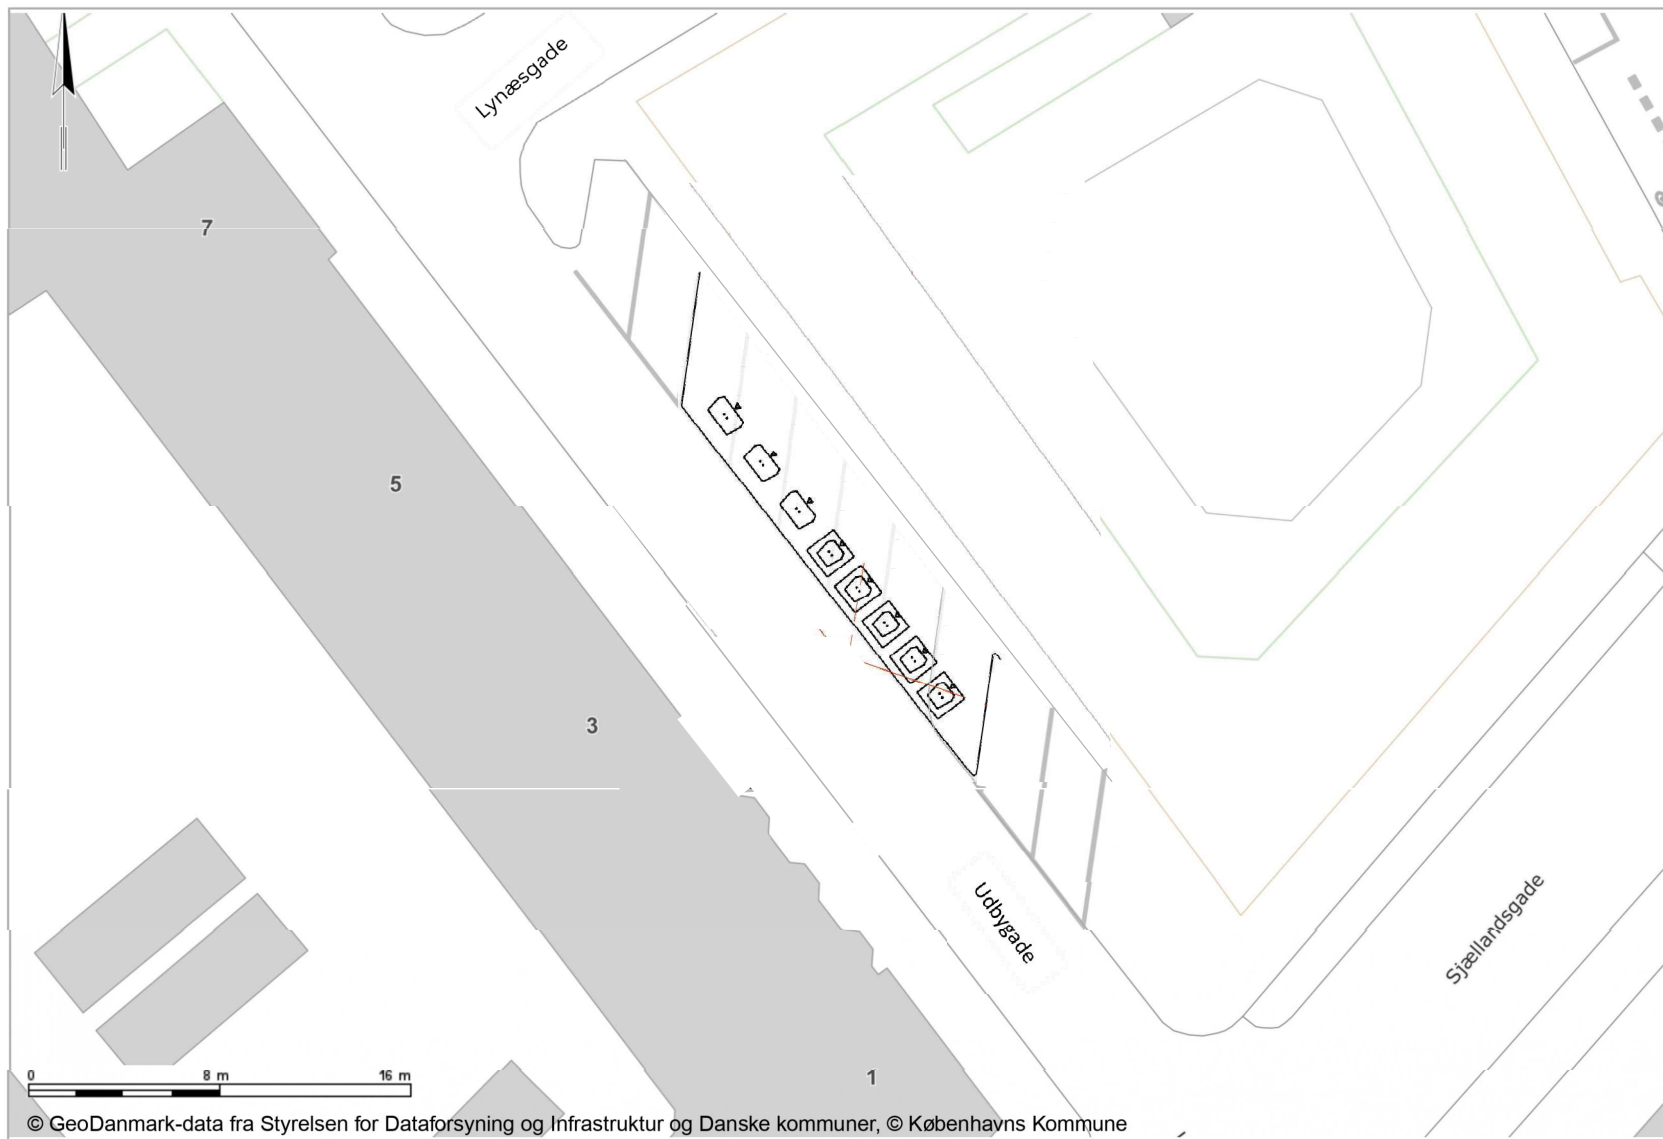 Lynæsgade
7
5
3
Udbygade
Sjællandsgade
1
0 8 m 16 m
© GeoDanmark-data fra Styrelsen for Dataforsyning og Infrastruktur og Danske kommuner, © Københavns Kommune